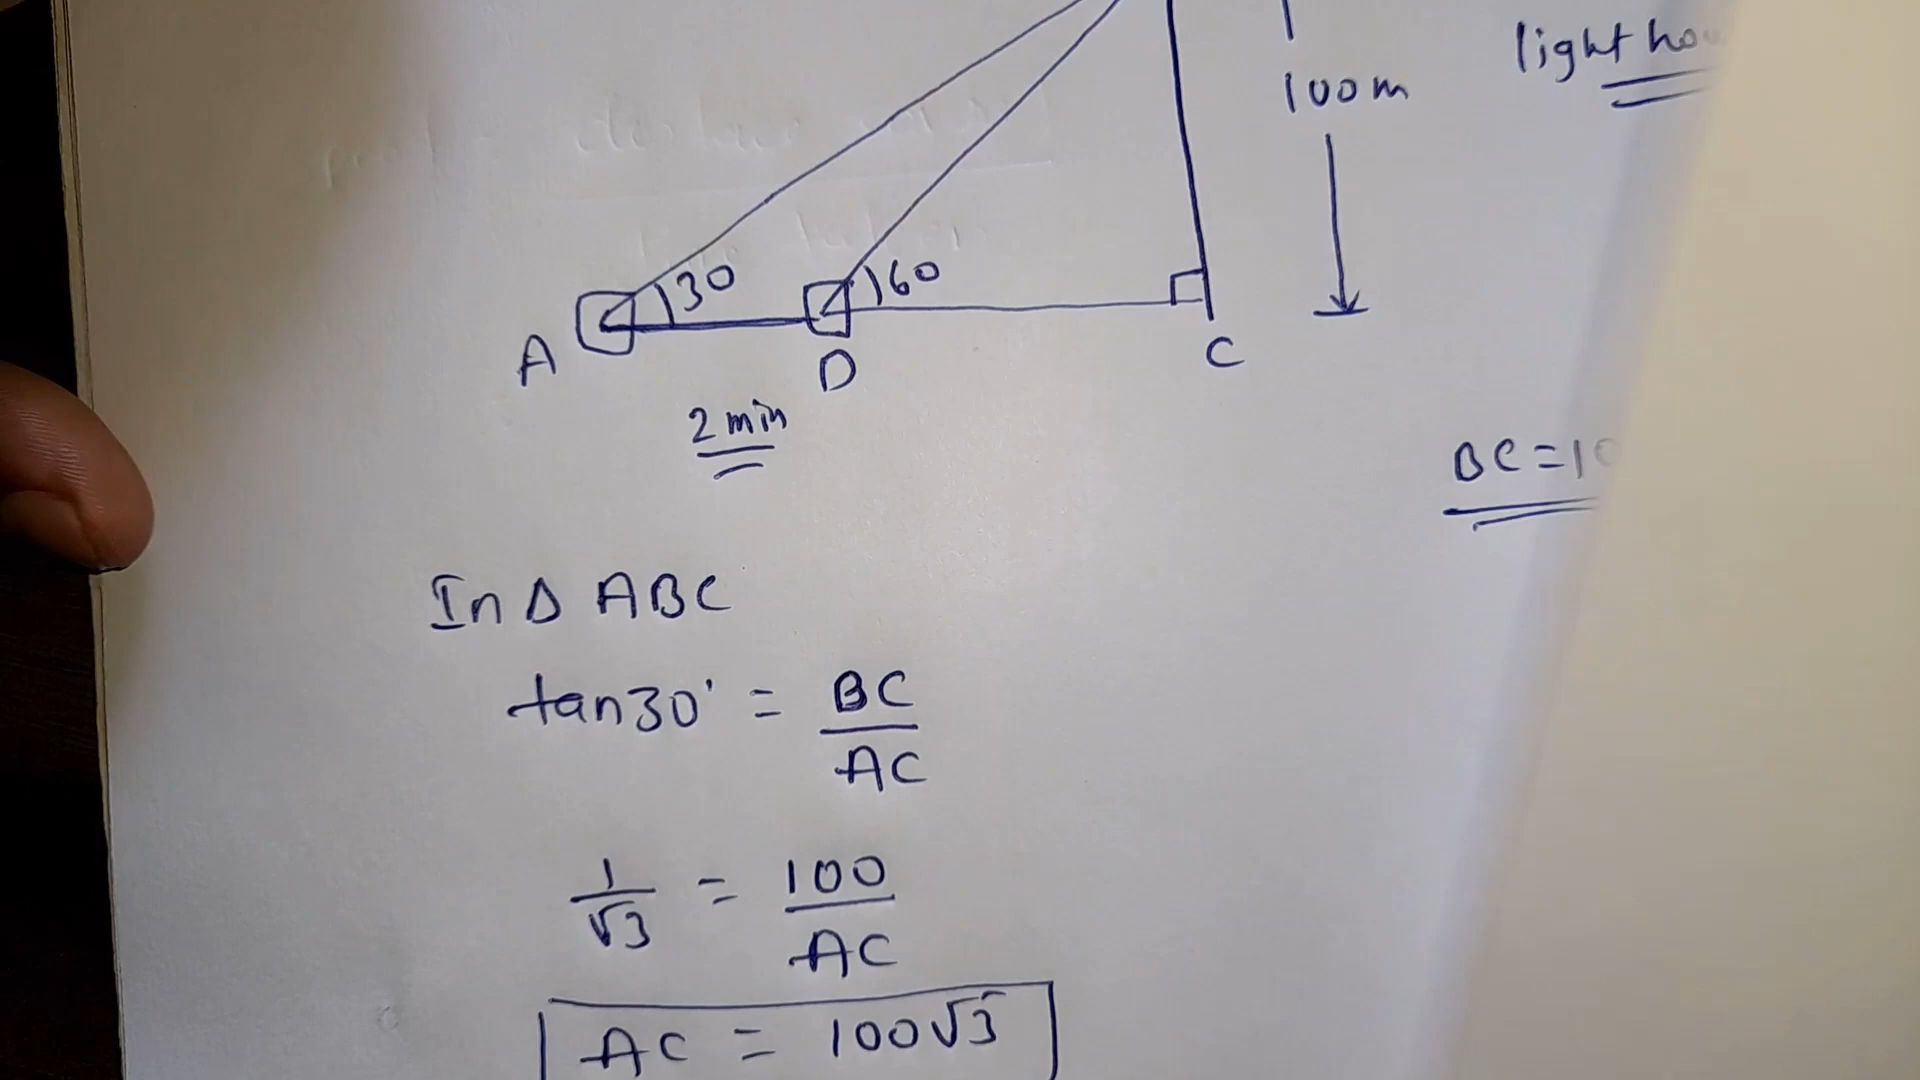 light
100m
30
60
A
D
C
2 min
BC=1
In Δ ABC
tan30° = BC/AC
1/√3 = 100/AC
AC = 100√3